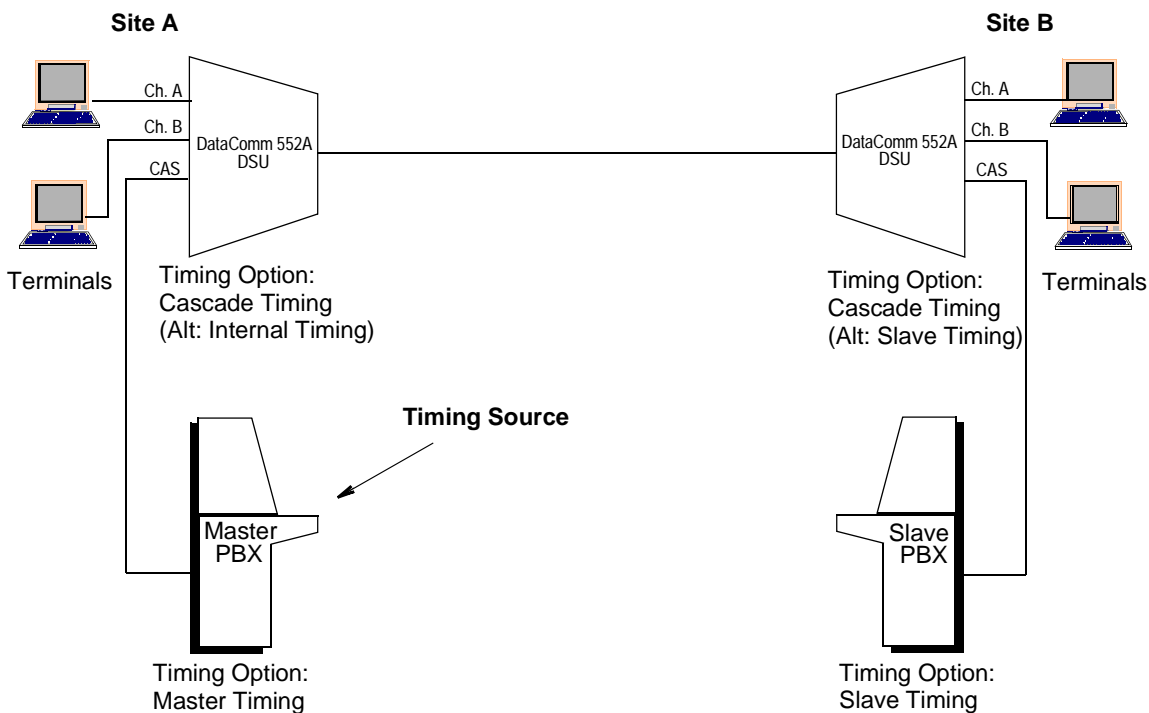 Site A
Site B
Ch. A
Ch. B
CAS
DataComm 552A
DSU
DataComm 552A
DSU
Ch. A
Ch. B
CAS
Terminals
Terminals
Timing Option:
Cascade Timing
(Alt: Internal Timing)
Timing Option:
Cascade Timing
(Alt: Slave Timing)
Timing Source
Master
PBX
Slave
PBX
Timing Option:
Master Timing
Timing Option:
Slave Timing